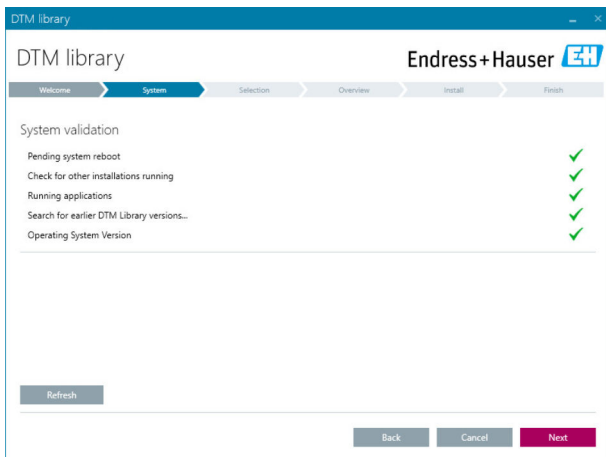 DTM library
DTM library
Endress+Hauser EH
Welcome System Selection Overview Install Finish
System validation
Pending system reboot
Check for other installations running
Running applications
Search for earlier DTM Library versions...
Operating System Version
Refresh
Back Cancel Next